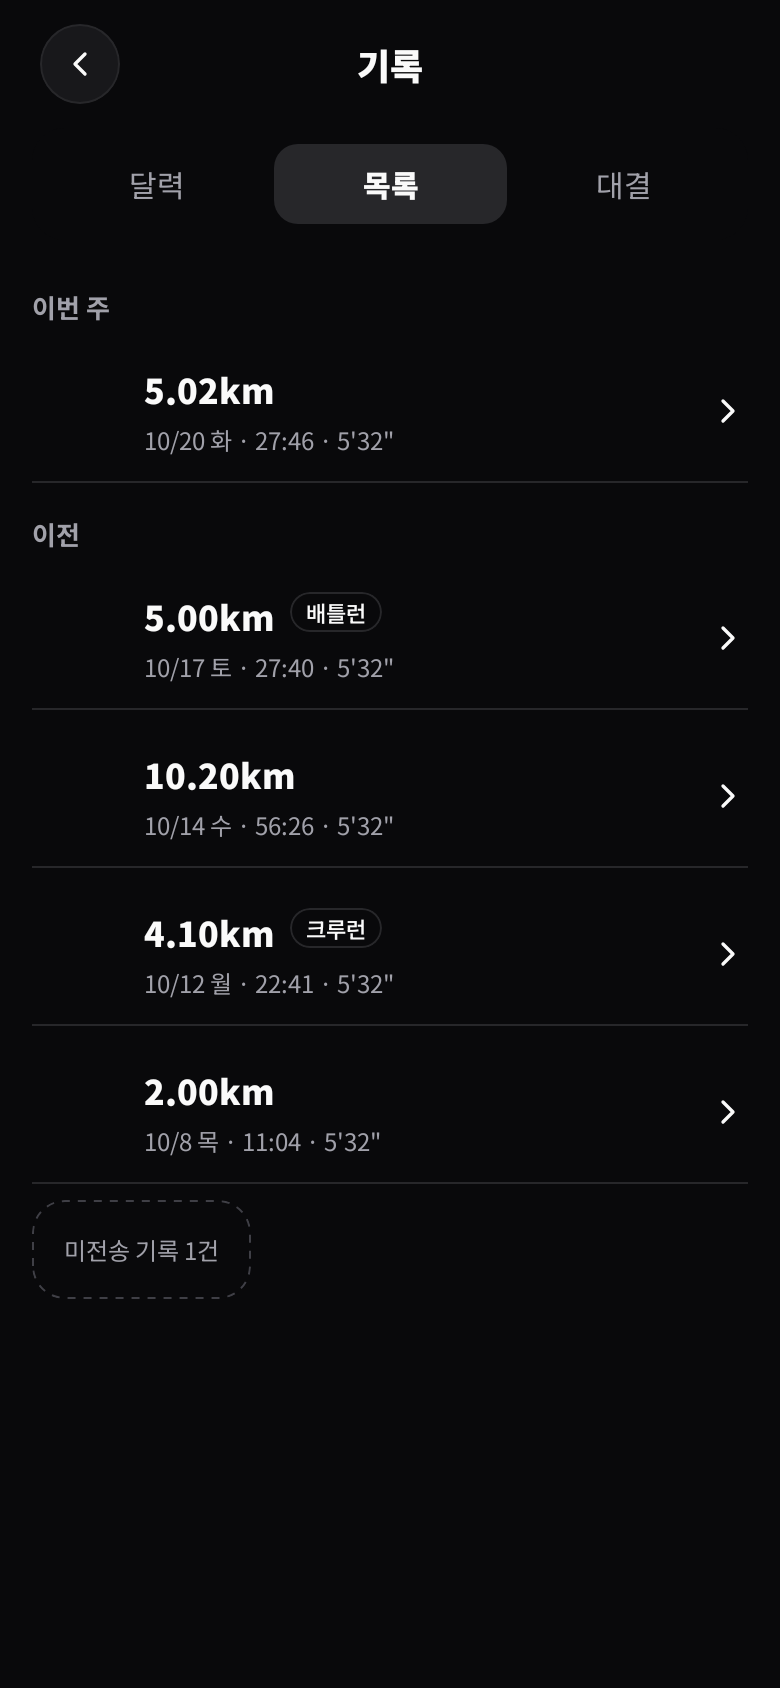 기록
달력 목록 대결
이번 주
5.02km
10/20 화 · 27:46 · 5'32"
이전
5.00km 배틀런
10/17 토 · 27:40 · 5'32"
10.20km
10/14 수 · 56:26 · 5'32"
4.10km 크루런
10/12 월 · 22:41 · 5'32"
2.00km
10/8 목 · 11:04 · 5'32"
미전송 기록 1건